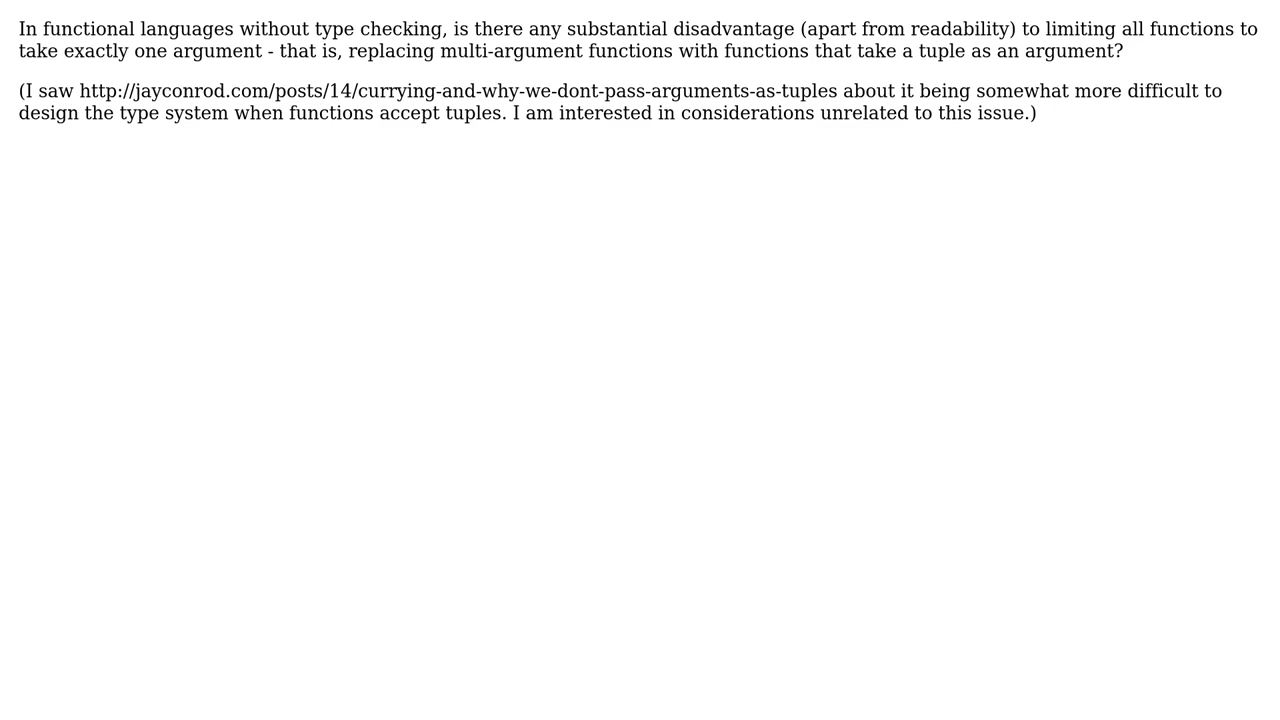 In functional languages without type checking, is there any substantial disadvantage (apart from readability) to limiting all functions to
take exactly one argument - that is, replacing multi-argument functions with functions that take a tuple as an argument?
(I saw http://jayconrod.com/posts/14/currying-and-why-we-dont-pass-arguments-as-tuples about it being somewhat more difficult to
design the type system when functions accept tuples. I am interested in considerations unrelated to this issue.)